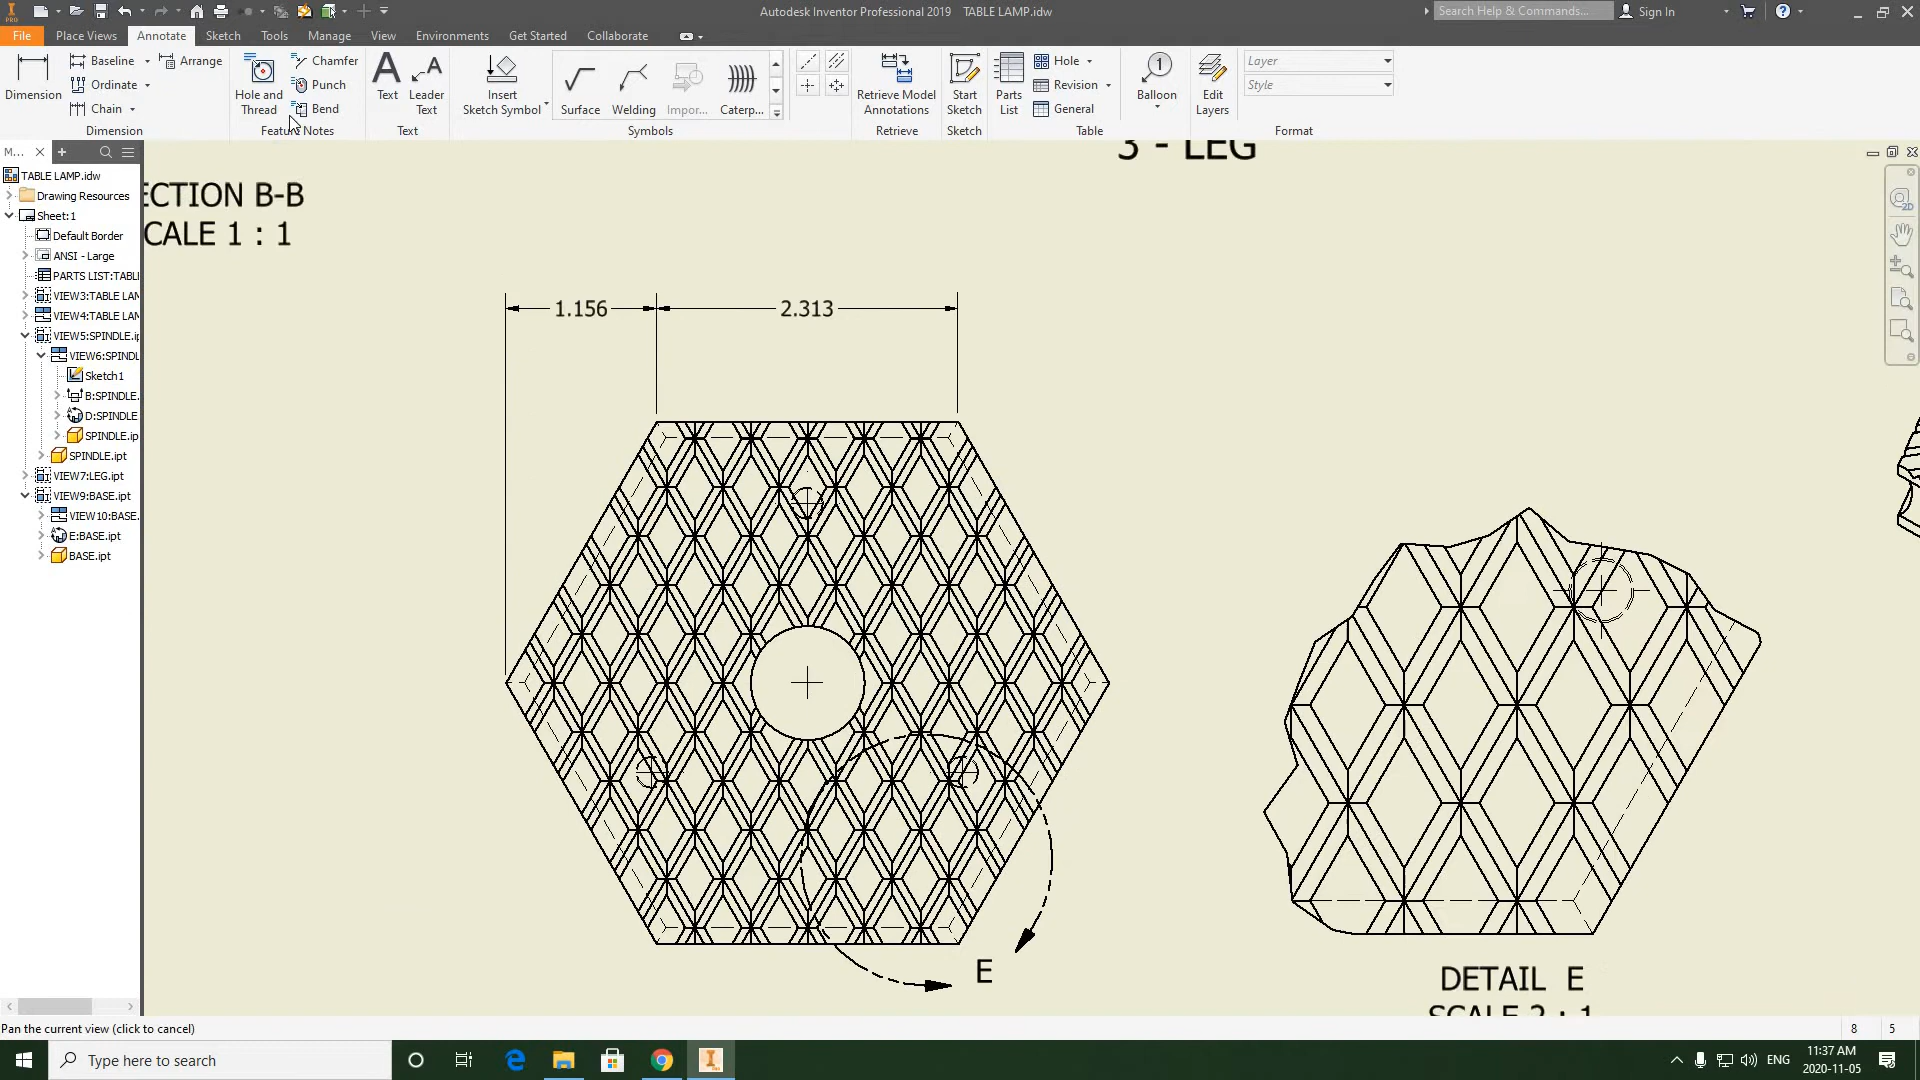 PRO
Autodesk Inventor Professional 2019 TABLE LAMP.idw
Search Help & Commands...
Sign In
File
Place Views
Annotate
Sketch
Tools
Manage
View
Environments
Get Started
Collaborate
Dimension
Baseline
Ordinate
Chain
Arrange
Dimension
Hole and
Thread
Chamfer
Punch
Bend
Feature Notes
A
Text
Leader
Text
Text
Insert
Sketch Symbol
Surface
Welding
Impor...
Caterp...
Symbols
Retrieve Model
Annotations
Retrieve
Start
Sketch
Sketch
Parts
List
Hole
Revision
General
Table
1
Balloon
Edit
Layers
Layer
Style
Format
M...
TABLE LAMP.idw
Drawing Resources
Sheet:1
Default Border
ANSI - Large
PARTS LIST:TABL
VIEW3:TABLE LAM
VIEW4:TABLE LAM
VIEW5:SPINDLE.ip
VIEW6:SPINDL
Sketch1
B:SPINDLE.
D:SPINDLE
SPINDLE.ip
SPINDLE.ipt
VIEW7:LEG.ipt
VIEW9:BASE.ipt
VIEW10:BASE.
E:BASE.ipt
BASE.ipt
3 - LEG
ECTION B-B
CALE 1 : 1
1.156
2.313
E
DETAIL E
SCALE 2 : 1
2D
Pan the current view (click to cancel)
8
5
Type here to search
ENG
11:37 AM
2020-11-05